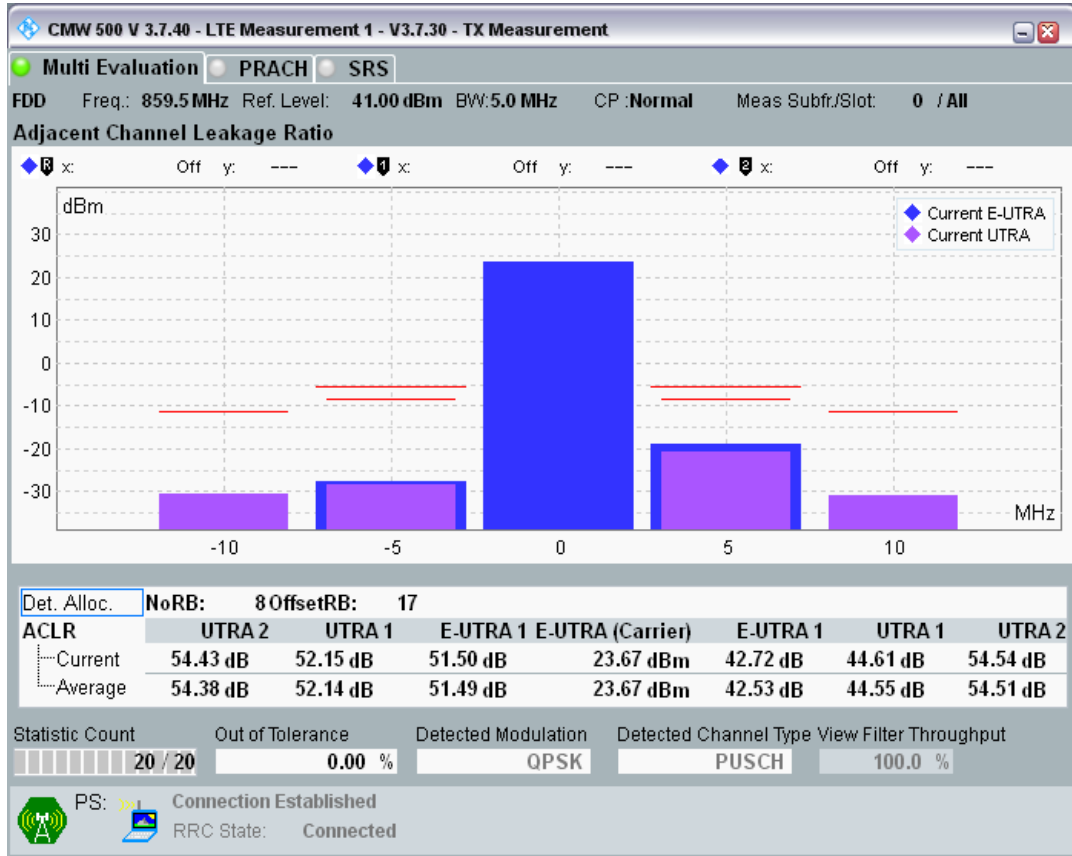 CMW 500 V 3.7.40 - LTE Measurement 1 - V3.7.30 - TX Measurement
Multi Evaluation PRACH SRS
FDD Freq.: 859.5 MHz Ref. Level: 41.00 dBm BW:5.0 MHz CP :Normal Meas Subfr./Slot: 0 / All
Adjacent Channel Leakage Ratio
R x: Off y: --- 1 x: Off y: --- 2 x: Off y: ---
dBm
Current E-UTRA
Current UTRA
30
20
10
0
-10
-20
-30
MHz
-10 -5 0 5 10
Det. Alloc. NoRB: 8 OffsetRB: 17
ACLR UTRA 2 UTRA 1 E-UTRA 1 E-UTRA (Carrier) E-UTRA 1 UTRA 1 UTRA 2
Current 54.43 dB 52.15 dB 51.50 dB 23.67 dBm 42.72 dB 44.61 dB 54.54 dB
Average 54.38 dB 52.14 dB 51.49 dB 23.67 dBm 42.53 dB 44.55 dB 54.51 dB
Statistic Count Out of Tolerance Detected Modulation Detected Channel Type View Filter Throughput
20 / 20 0.00 % QPSK PUSCH 100.0 %
PS: Connection Established
RRC State: Connected